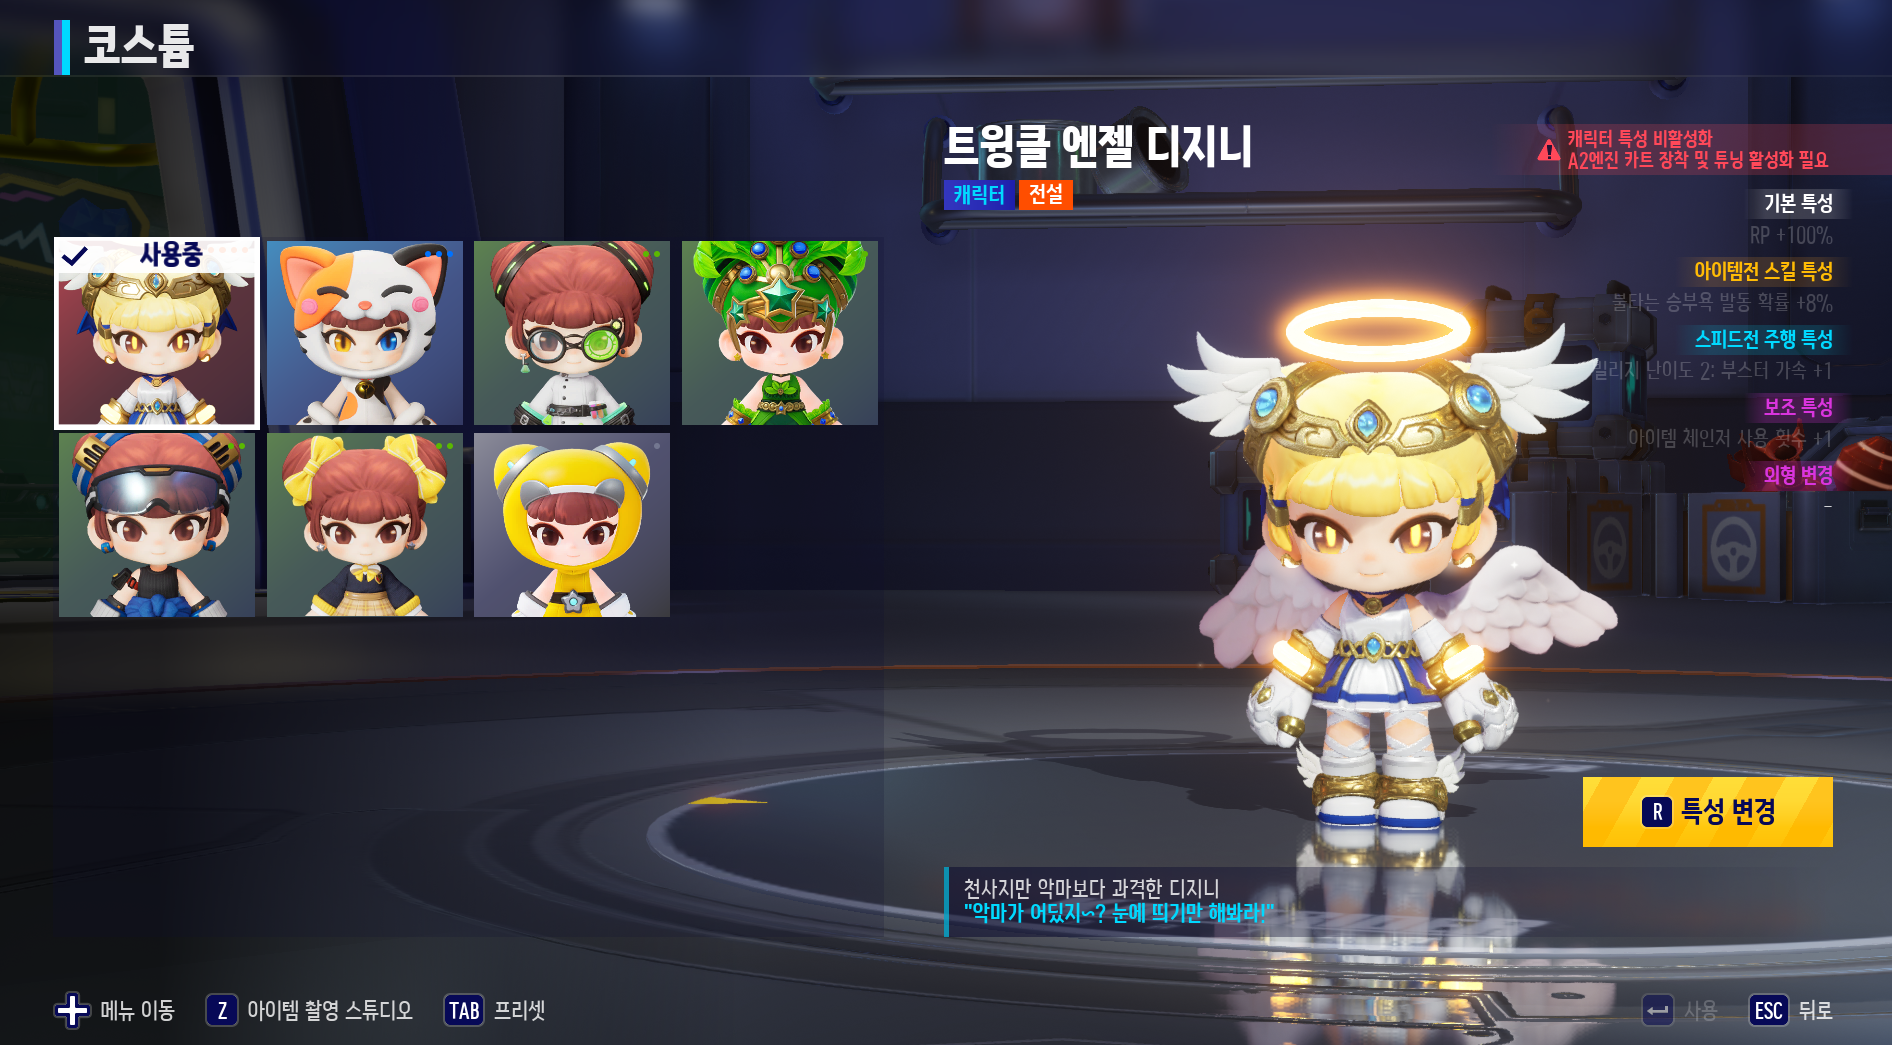 코스튬
트윙클 엔젤 디지니
캐릭터 전설
캐릭터 특성 비활성화
A2엔진 카트 장착 및 튜닝 활성화 필요
기본 특성
RP +100%
아이템전 스킬 특성
불타는 승부욕 발동 확률 +8%
스피드전 주행 특성
빌리지 난이도 2: 부스터 가속 +1
보조 특성
아이템 체인저 사용 횟수 +1
외형 변경
-
사용중
R 특성 변경
천사지만 악마보다 과격한 디지니
"악마가 어딨지~? 눈에 띄기만 해봐라!"
메뉴 이동 Z 아이템 촬영 스튜디오 TAB 프리셋
사용 ESC 뒤로